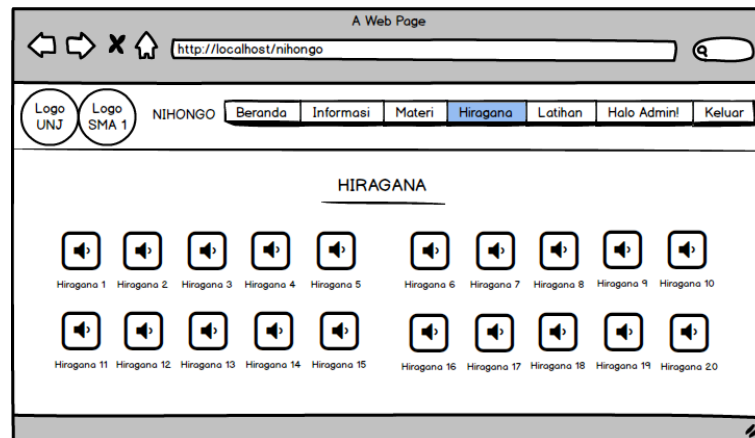 A Web Page
http://localhost/nihongo
Logo UNJ
Logo SMA 1
NIHONGO Beranda Informasi Materi Hiragana Latihan Halo Admin! Keluar
HIRAGANA
Hiragana 1 Hiragana 2 Hiragana 3 Hiragana 4 Hiragana 5 Hiragana 6 Hiragana 7 Hiragana 8 Hiragana 9 Hiragana 10
Hiragana 11 Hiragana 12 Hiragana 13 Hiragana 14 Hiragana 15 Hiragana 16 Hiragana 17 Hiragana 18 Hiragana 19 Hiragana 20